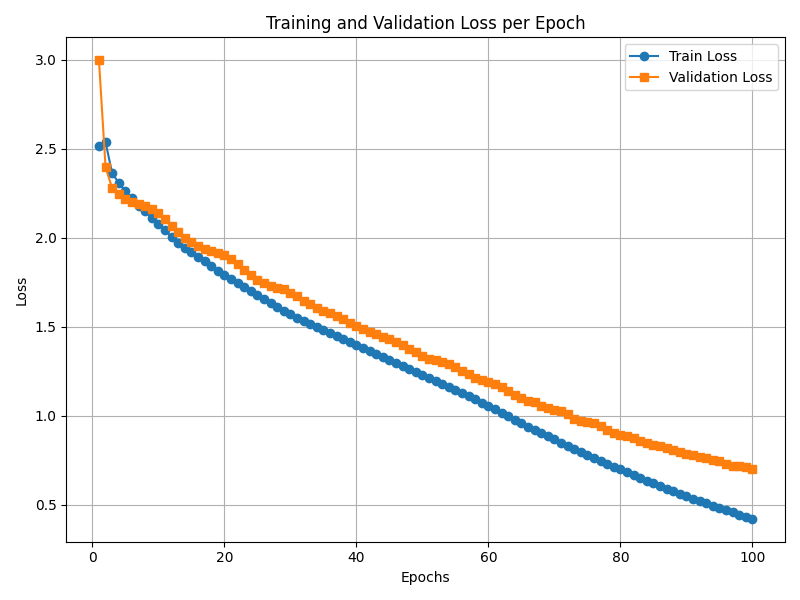 Training and Validation Loss per Epoch
Train Loss
Validation Loss
3.0
2.5
2.0
1.5
1.0
0.5
Loss
0 20 40 60 80 100
Epochs